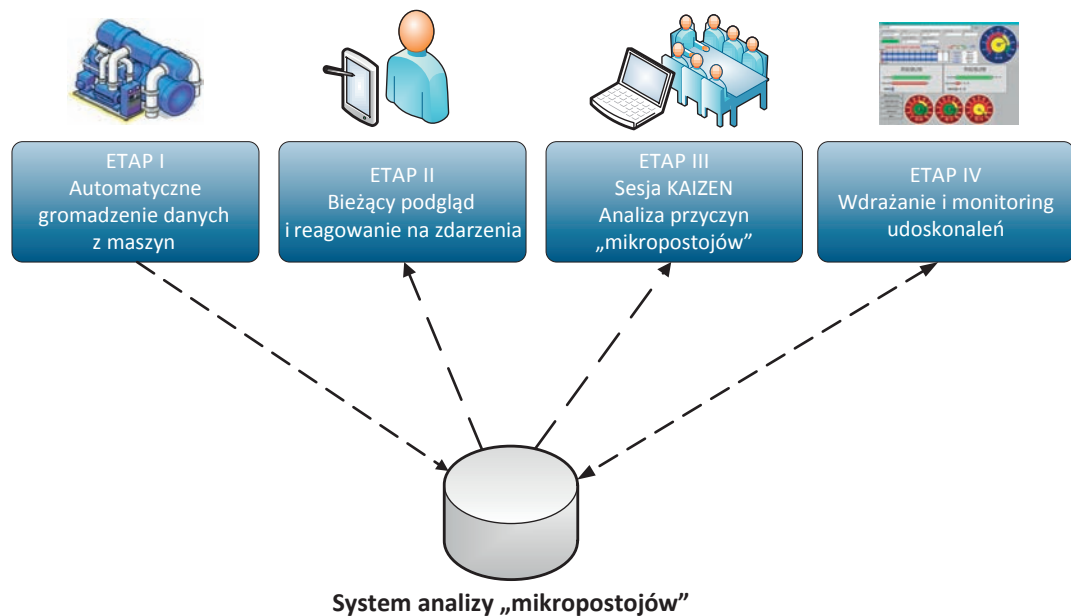 ETAP I
Automatyczne
gromadzenie danych
z maszyn
ETAP II
Bieżący podgląd
i reagowanie na zdarzenia
ETAP III
Sesja KAIZEN
Analiza przyczyn
„mikropostojów”
ETAP IV
Wdrażanie i monitoring
udoskonaleń
System analizy „mikropostojów”